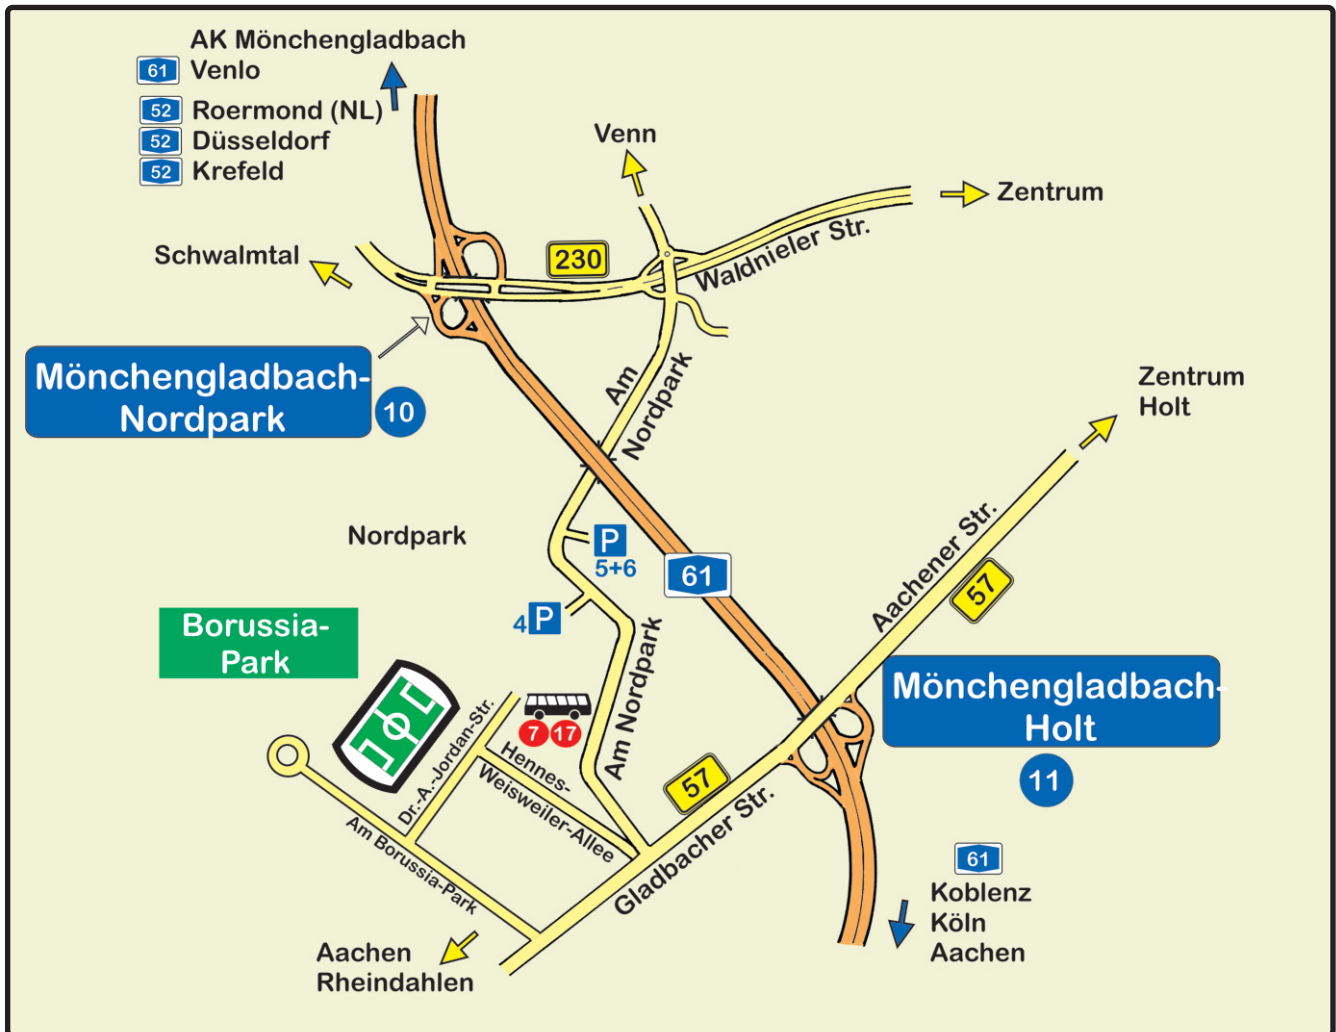 AK Mönchengladbach
61 Venlo
52 Roermond (NL)
52 Düsseldorf
52 Krefeld
Venn
Zentrum
Schwalmtal
230
Waldnieler Str.
Mönchengladbach-
Nordpark
10
Am
Nordpark
Zentrum
Holt
Nordpark
P
5+6
4 P
61
Aachener Str.
57
Borussia-
Park
Mönchengladbach-
Holt
11
7 17
Am Nordpark
Dr.-A.-Jordan-Str.
Hennes-
Weisweiler-Allee
57
Gladbacher Str.
Am Borussia-Park
61
Koblenz
Köln
Aachen
Aachen
Rheindahlen